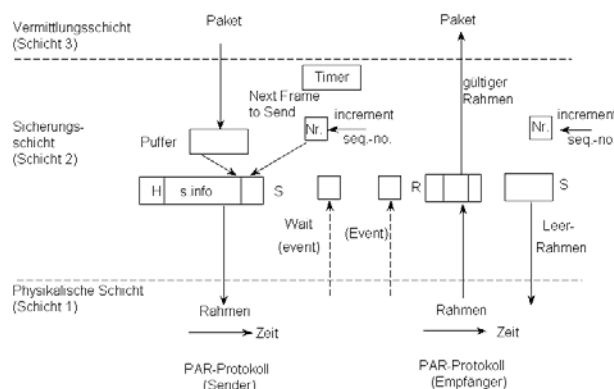 Vermittlungsschicht
(Schicht 3)
Paket
Paket
Timer
Next Frame
to Send
gültiger
Rahmen
Sicherungs-
schicht
(Schicht 2)
Puffer
Nr.
increment
seq.-no.
Nr.
increment
seq.-no
H s.info S
R
S
Wait
(event)
(Event)
Leer-
Rahmen
Physikalische Schicht
(Schicht 1)
Rahmen
Rahmen
Zeit
Zeit
PAR-Protokoll
(Sender)
PAR-Protokoll
(Empfänger)